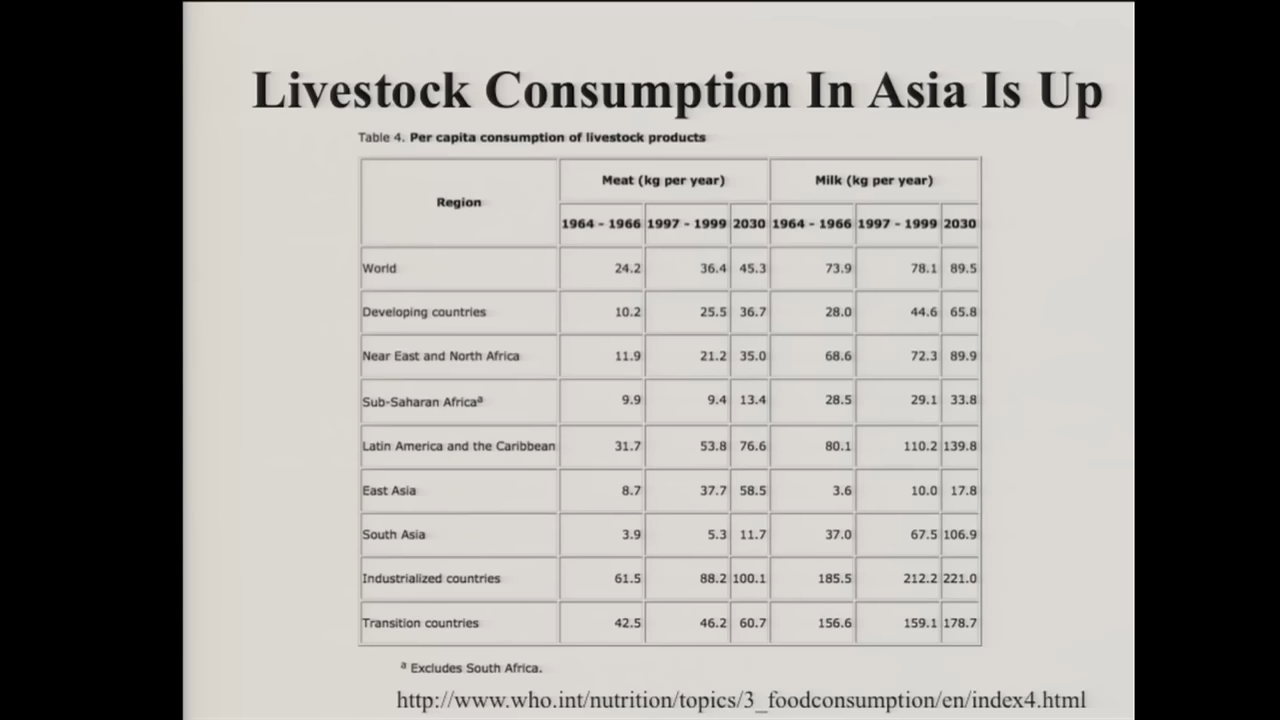 Livestock Consumption In Asia Is Up
Table 4. Per capita consumption of livestock products
Region Meat (kg per year) Milk (kg per year)
1964 - 1966 1997 - 1999 2030 1964 - 1966 1997 - 1999 2030
World 24.2 36.4 45.3 73.9 78.1 89.5
Developing countries 10.2 25.5 36.7 28.0 44.6 65.8
Near East and North Africa 11.9 21.2 35.0 68.6 72.3 89.9
Sub-Saharan Africaª 9.9 9.4 13.4 28.5 29.1 33.8
Latin America and the Caribbean 31.7 53.8 76.6 80.1 110.2 139.8
East Asia 8.7 37.7 58.5 3.6 10.0 17.8
South Asia 3.9 5.3 11.7 37.0 67.5 106.9
Industrialized countries 61.5 88.2 100.1 185.5 212.2 221.0
Transition countries 42.5 46.2 60.7 156.6 159.1 178.7
ª Excludes South Africa.
http://www.who.int/nutrition/topics/3_foodconsumption/en/index4.html